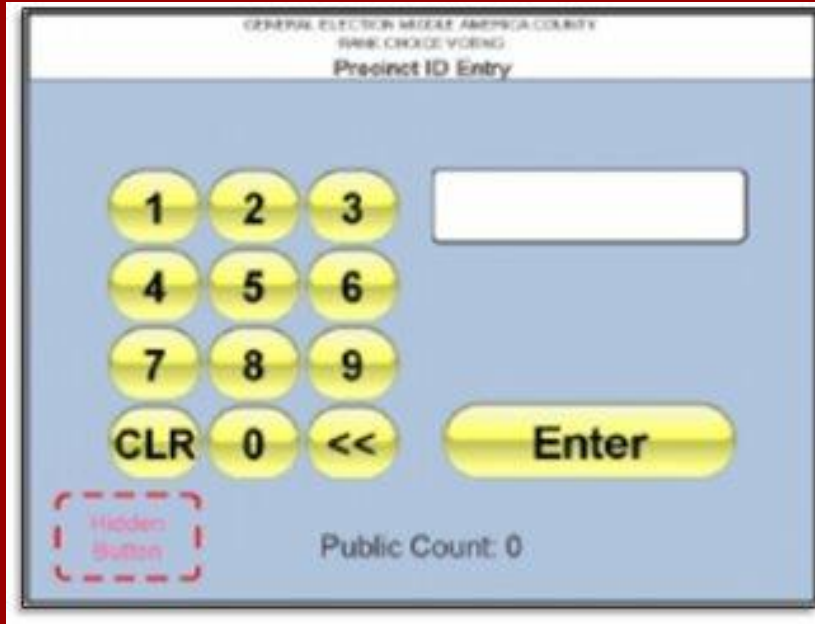 GENERAL ELECTION MIDDLE AMERICA COUNTY
RANK CHOICE VOTING
Precinct ID Entry
1 2 3
4 5 6
7 8 9
CLR 0 << Enter
Hidden
Button
Public Count: 0